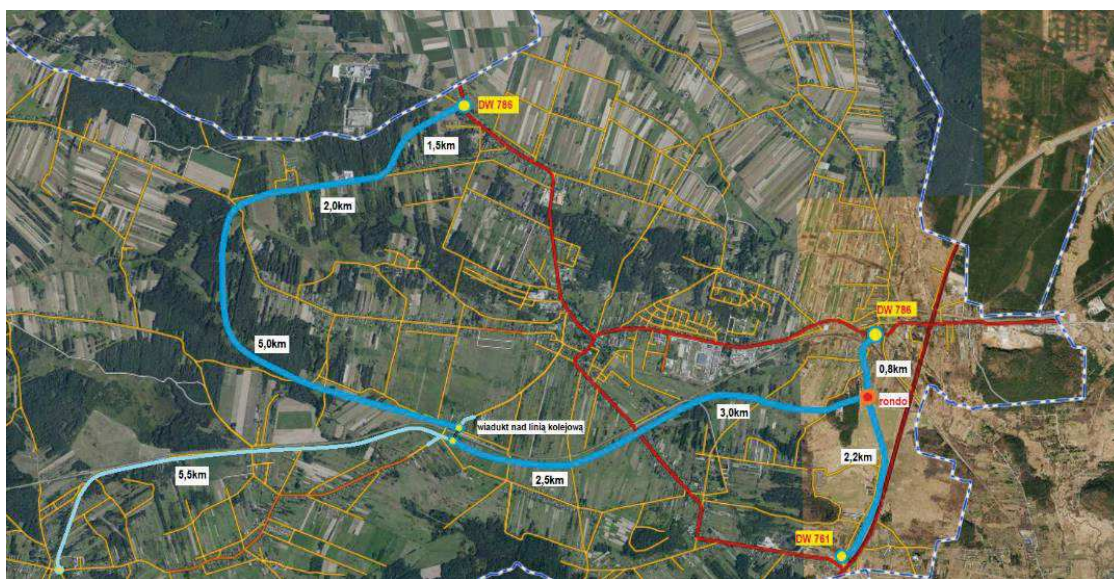 DW 786
1,5km
2,0km
DW 786
5,0km
0,8km
rondo
3,0km
wiadukt nad linią kolejową
5,5km
2,5km
2,2km
DW 761